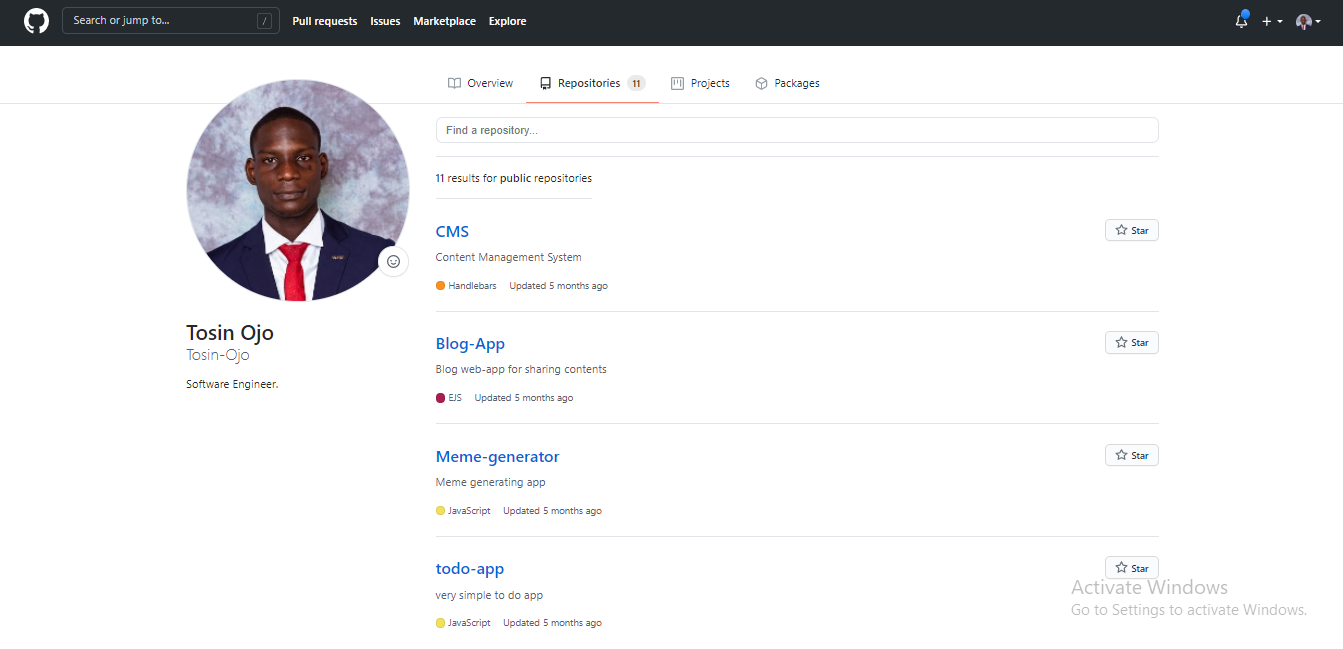 Search or jump to... /
Pull requests Issues Marketplace Explore
Overview Repositories 11 Projects Packages
Find a repository...
11 results for public repositories
Tosin Ojo
Tosin-Ojo
Software Engineer.
CMS
Star
Content Management System
Handlebars Updated 5 months ago
Blog-App
Star
Blog web-app for sharing contents
EJS Updated 5 months ago
Meme-generator
Star
Meme generating app
JavaScript Updated 5 months ago
todo-app
Star
very simple to do app
JavaScript Updated 5 months ago
Activate Windows
Go to Settings to activate Windows.